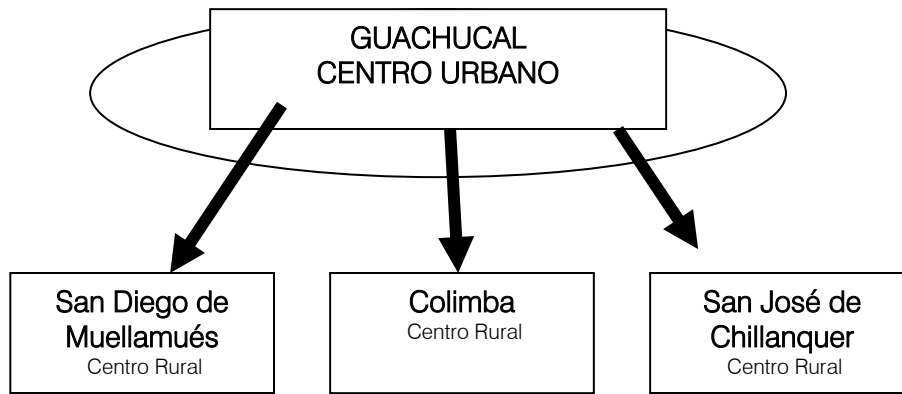 GUACHUCAL
CENTRO URBANO
San Diego de
Muellamués
Centro Rural
Colimba
Centro Rural
San José de
Chillanquer
Centro Rural